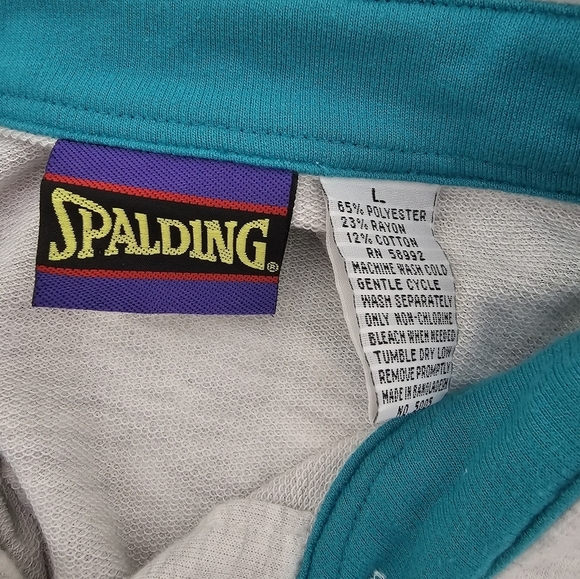 SPALDING®
L
65% POLYESTER
23% RAYON
12% COTTON
RN 58992
MACHINE WASH COLD
GENTLE CYCLE
WASH SEPARATELY
ONLY NON-CHLORINE
BLEACH WHEN NEEDED
TUMBLE DRY LOW
REMOVE PROMPTLY
MADE IN BANGLADESH
NO.